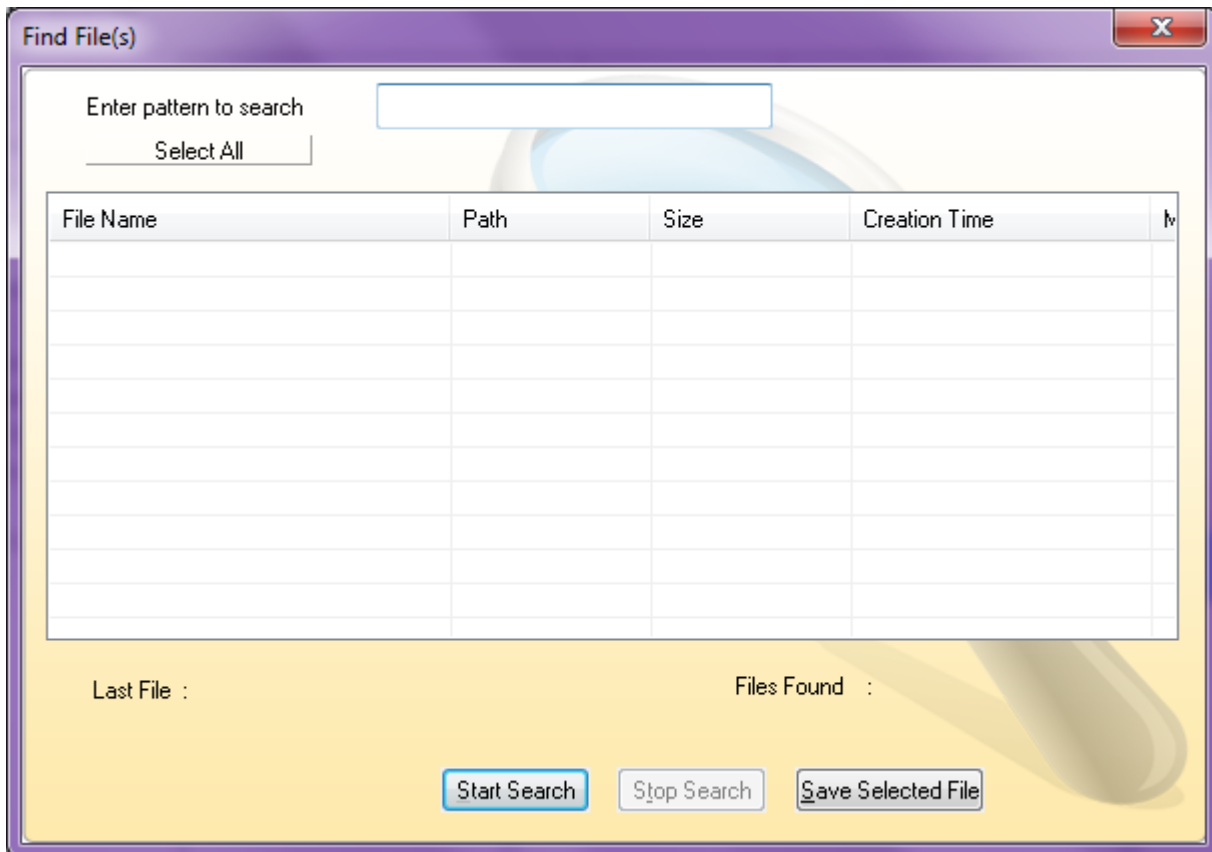 Find File(s)
Enter pattern to search
Select All
File Name Path Size Creation Time
Last File :
Files Found :
Start Search Stop Search Save Selected File